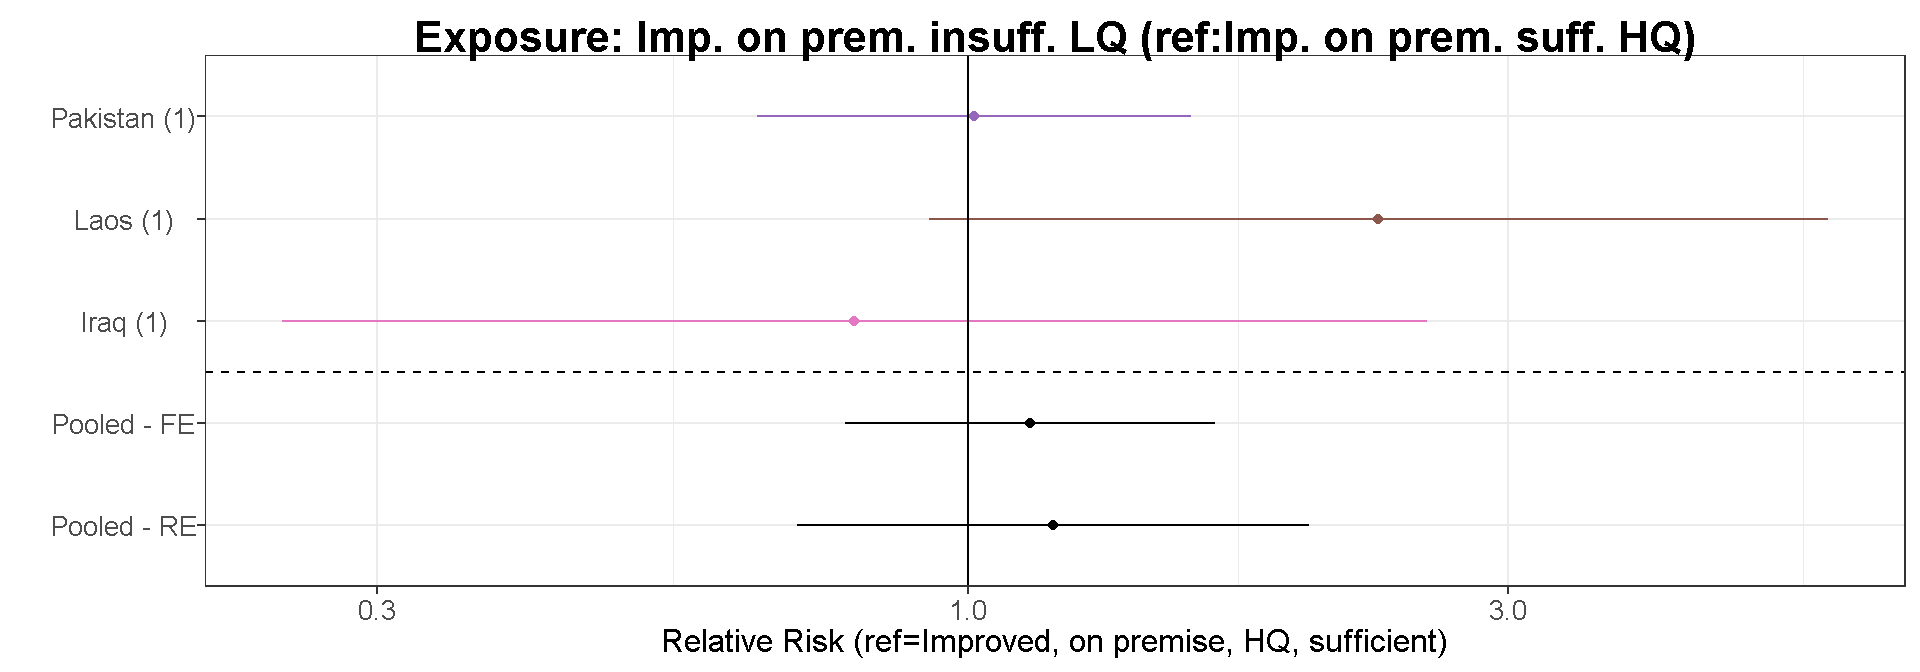 Exposure: Imp. on prem. insuff. LQ (ref:Imp. on prem. suff. HQ)
Pakistan (1)
Laos (1)
Iraq (1)
Pooled - FE
Pooled - RE
0.3 1.0 3.0
Relative Risk (ref=Improved, on premise, HQ, sufficient)